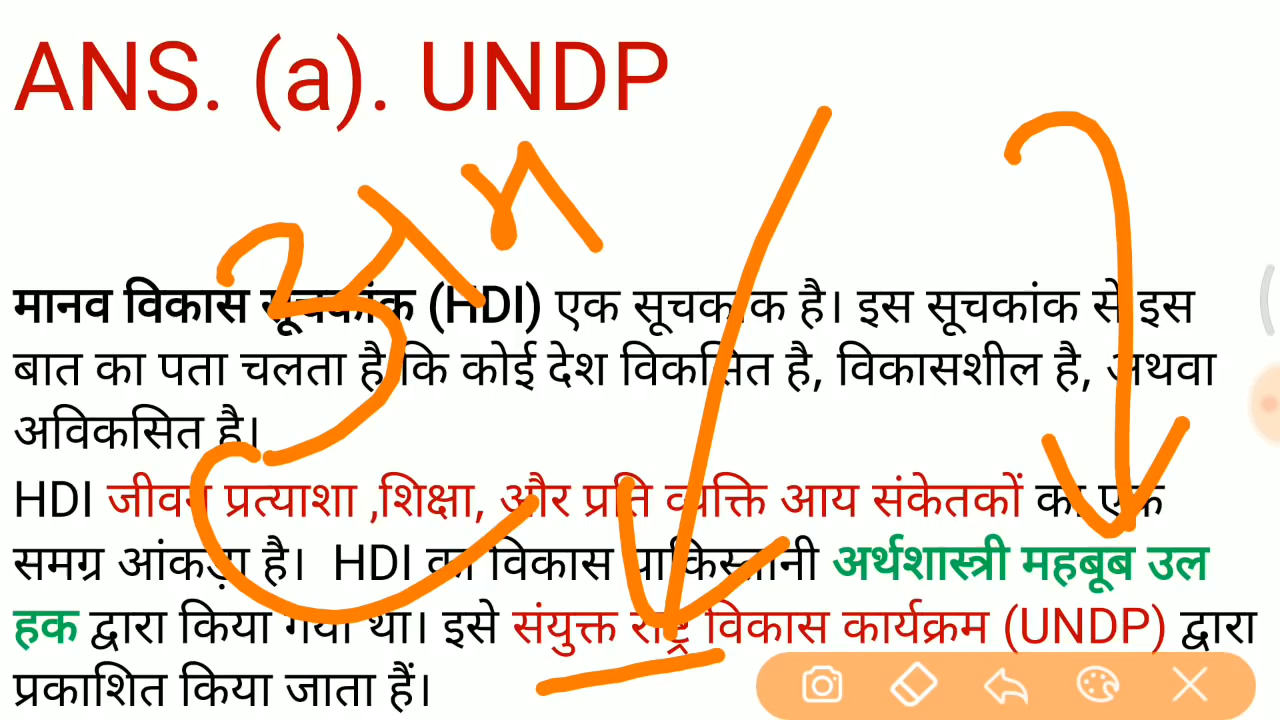 ANS. (a). UNDP
मानव विकास सूचकांक (HDI) एक सूचकांक है। इस सूचकांक से इस
बात का पता चलता है कि कोई देश विकसित है, विकासशील है, अथवा
अविकसित है।
HDI जीवन प्रत्याशा ,शिक्षा, और प्रति व्यक्ति आय संकेतकों का एक
समग्र आंकड़ा है। HDI का विकास पाकिस्तानी अर्थशास्त्री महबूब उल
हक द्वारा किया गया था। इसे संयुक्त राष्ट्र विकास कार्यक्रम (UNDP) द्वारा
प्रकाशित किया जाता हैं।